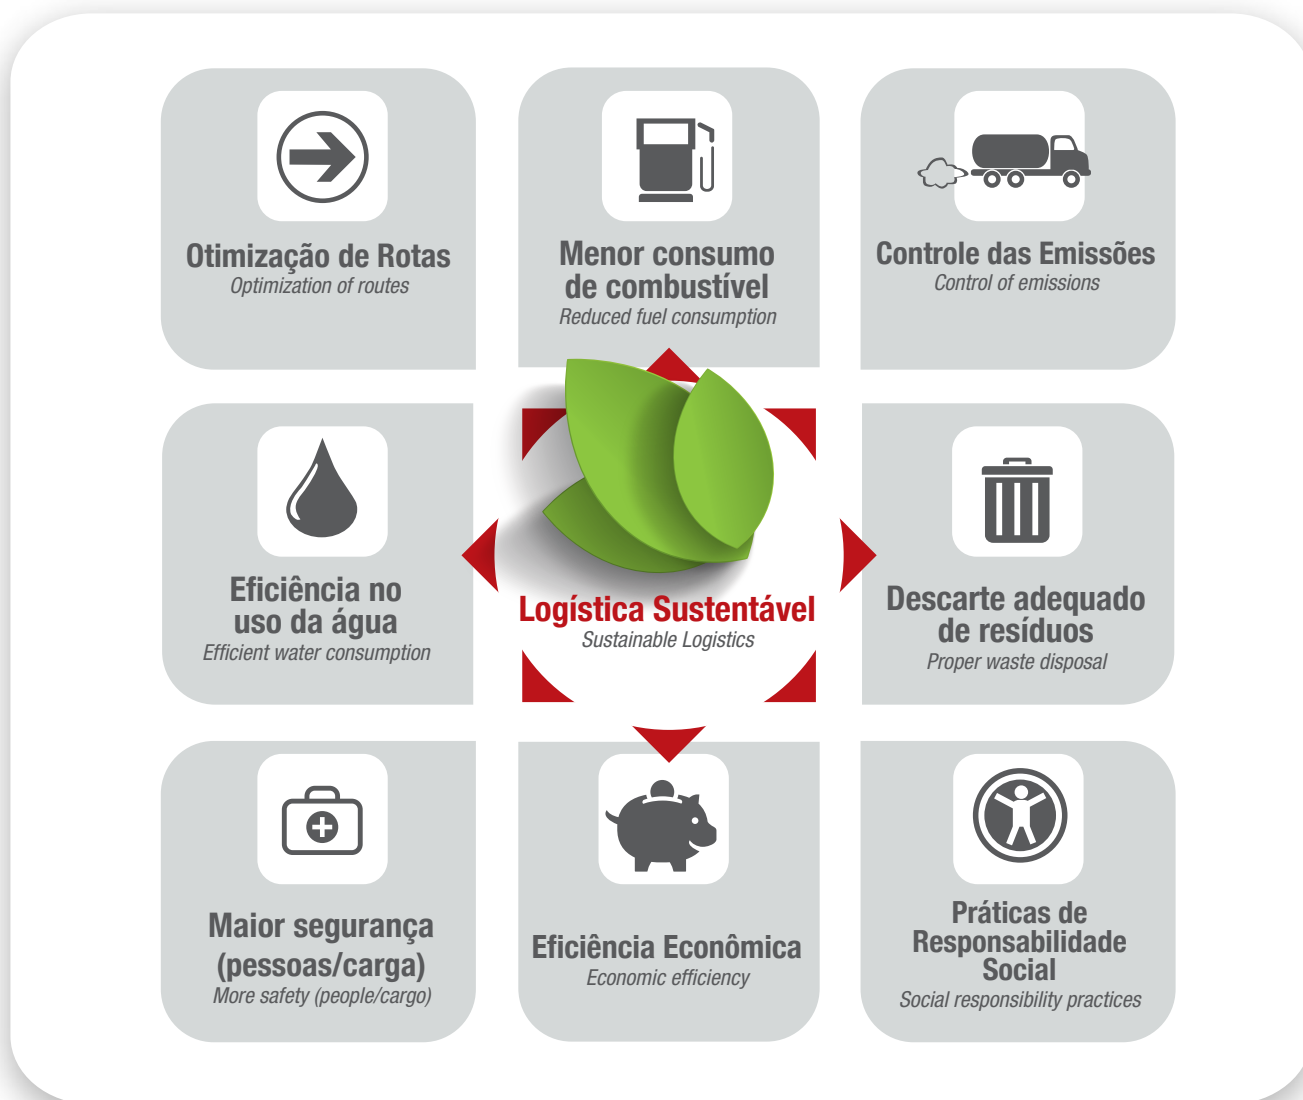 Otimização de Rotas
Optimization of routes
Menor consumo
de combustível
Reduced fuel consumption
Controle das Emissões
Control of emissions
Eficiência no
uso da água
Efficient water consumption
Logística Sustentável
Sustainable Logistics
Descarte adequado
de resíduos
Proper waste disposal
Maior segurança
(pessoas/carga)
More safety (people/cargo)
Eficiência Econômica
Economic efficiency
Práticas de
Responsabilidade
Social
Social responsibility practices